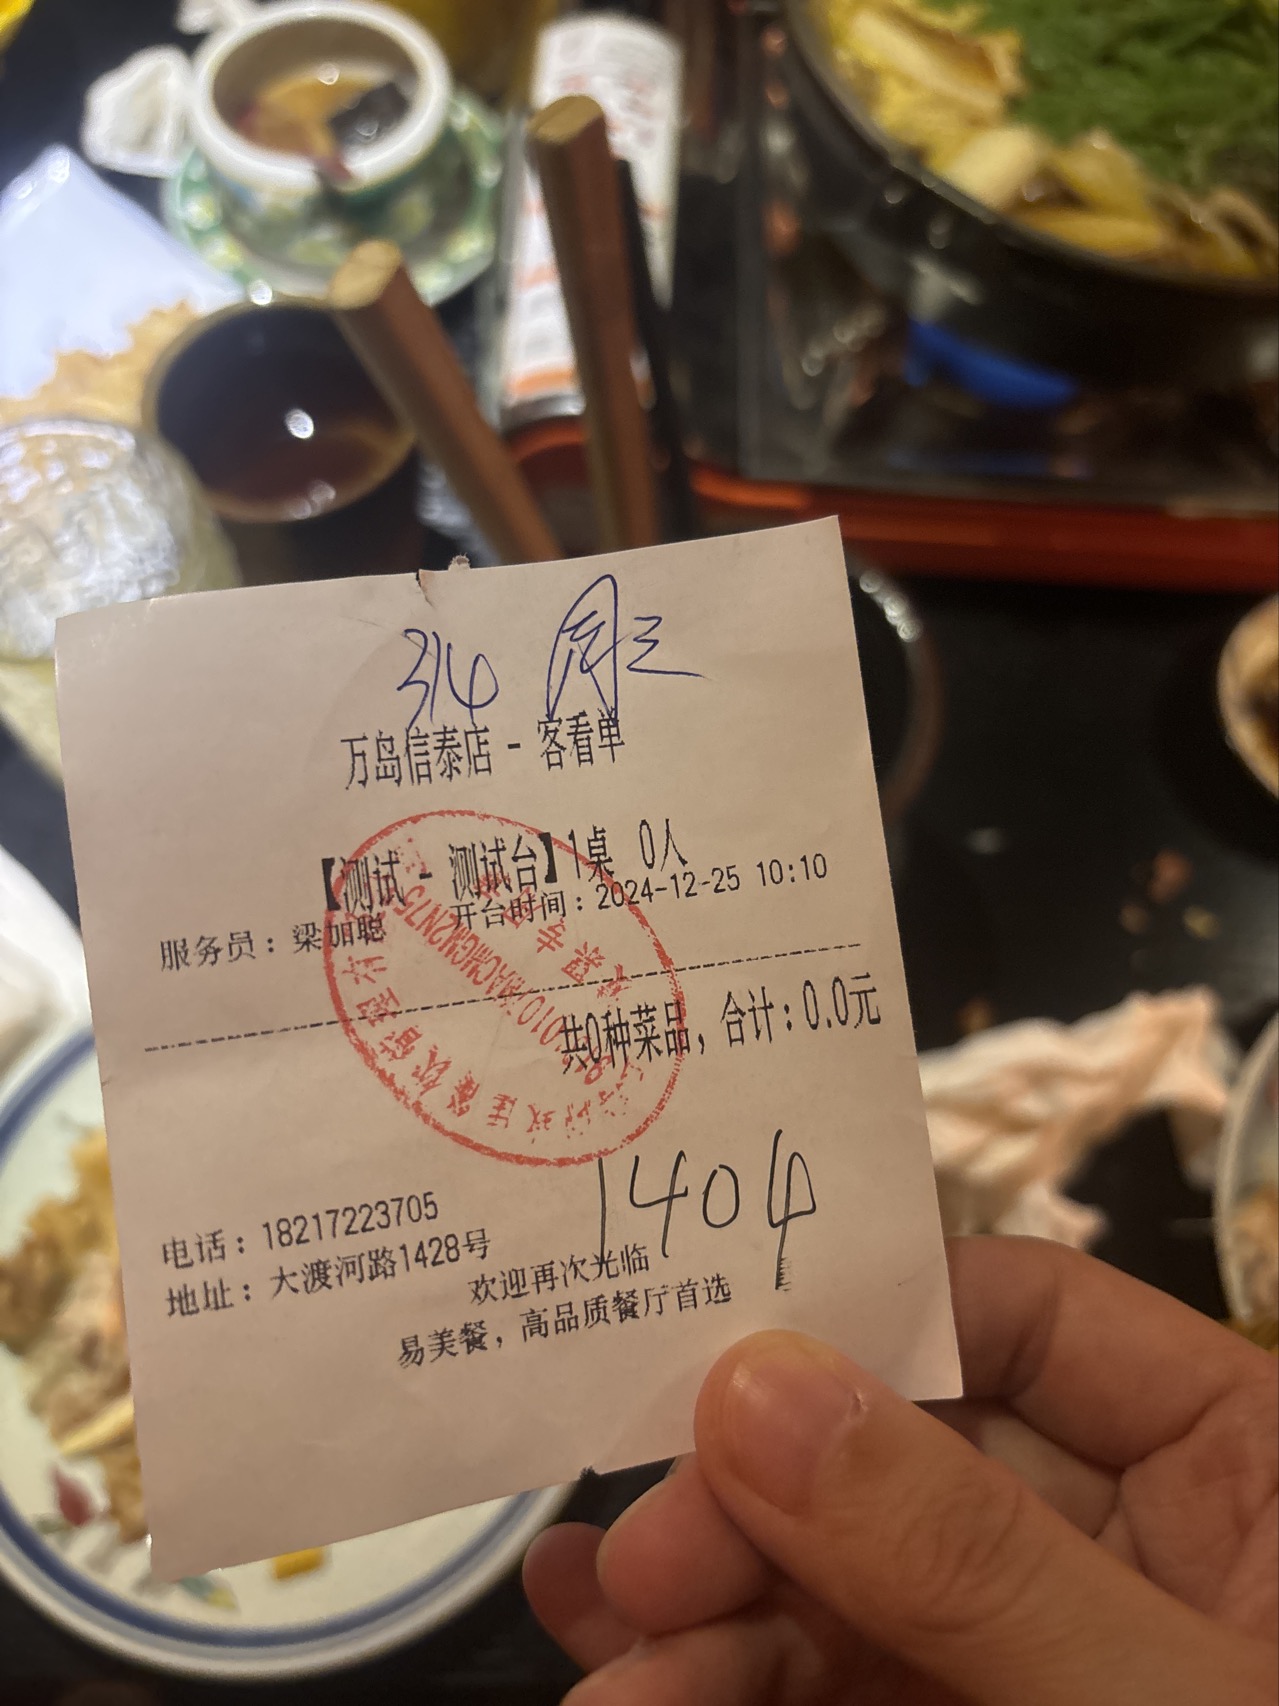 万岛信泰店 - 客看单
【测试 - 测试台】1桌 0人
服务员：梁加聪 开台时间：2024-12-25 10:10
共0种菜品，合计：0.0元
1404
电话：18217223705
地址：大渡河路1428号
欢迎再次光临
易美餐，高品质餐厅首选